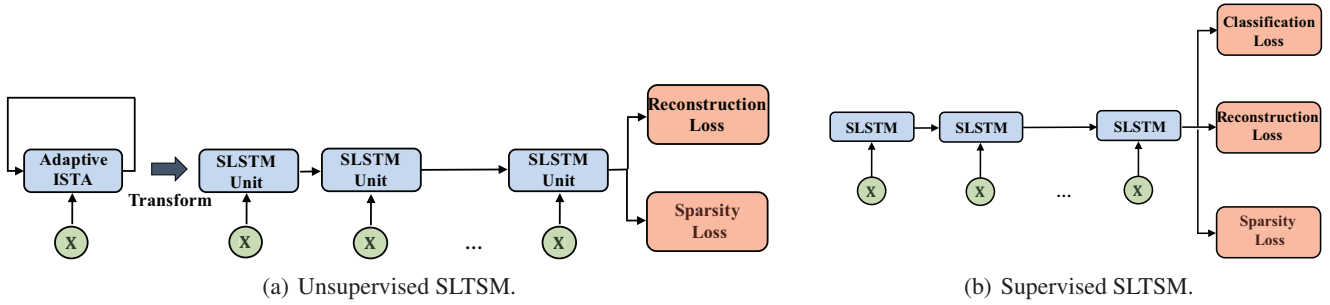 Adaptive
ISTA
X
Transform
SLSTM
Unit
X
SLSTM
Unit
X
...
SLSTM
Unit
X
Reconstruction
Loss
Sparsity
Loss
(a) Unsupervised SLTSM.
SLSTM
X
SLSTM
X
...
SLSTM
X
Classification
Loss
Reconstruction
Loss
Sparsity
Loss
(b) Supervised SLTSM.